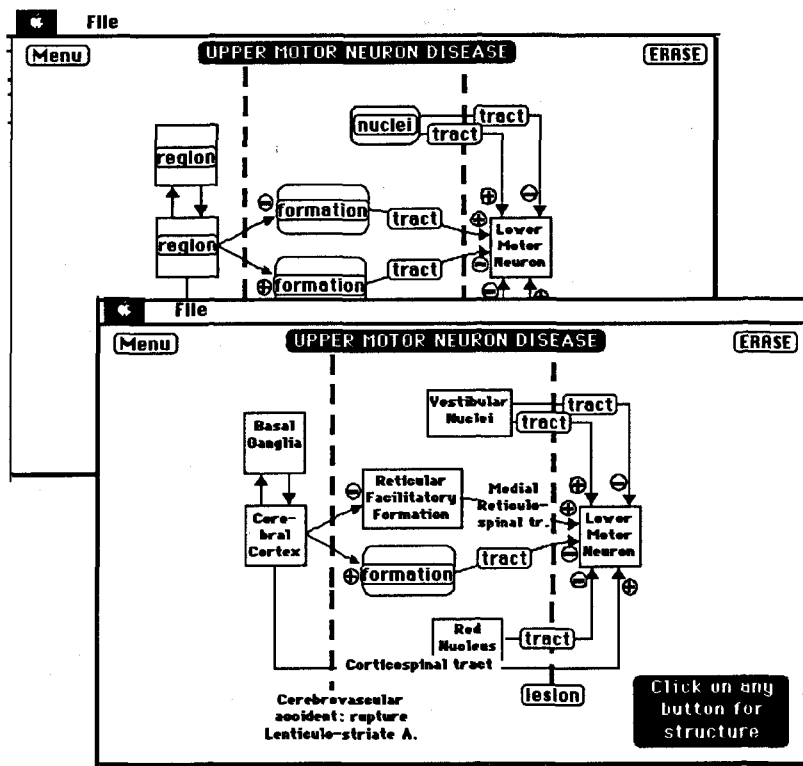 File
Menu
UPPER MOTOR NEURON DISEASE
ERASE
nuclei
tract
tract
region
region
formation
tract
formation
tract
Lower
Motor
Neuron
File
Menu
UPPER MOTOR NEURON DISEASE
ERASE
Vestibular
Nuclei
tract
tract
Basal
Ganglia
Reticular
Facilitatory
Formation
Medial
Reticulo-
spinal tr.
Cere-
bral
Cortex
Lower
Motor
Neuron
formation
tract
Red
Nucleus
tract
Corticospinal tract
lesion
Cerebrovascular
accident: rupture
Lenticulo-striate A.
Click on any
button for
structure